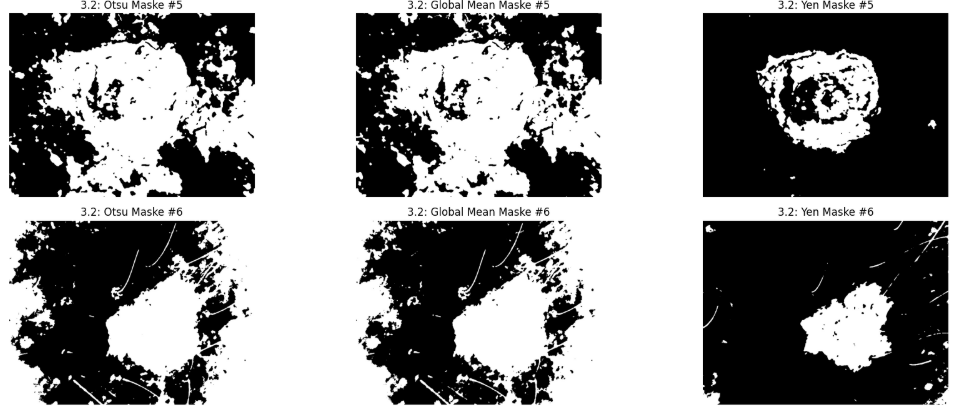 3.2: Otsu Maske #5
3.2: Global Mean Maske #5
3.2: Yen Maske #5
3.2: Otsu Maske #6
3.2: Global Mean Maske #6
3.2: Yen Maske #6